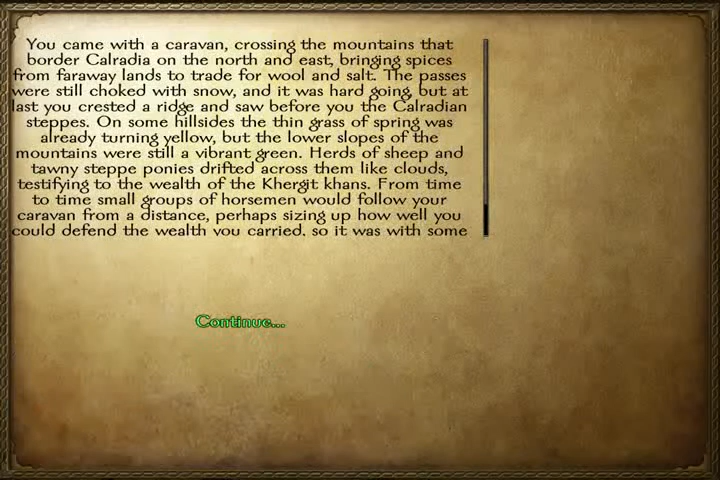 You came with a caravan, crossing the mountains that
border Calradia on the north and east, bringing spices
from faraway lands to trade for wool and salt. The passes
were still choked with snow, and it was hard going, but at
last you crested a ridge and saw before you the Calradian
steppes. On some hillsides the thin grass of spring was
already turning yellow, but the lower slopes of the
mountains were still a vibrant green. Herds of sheep and
tawny steppe ponies drifted across them like clouds,
testifying to the wealth of the Khergit khans. From time
to time small groups of horsemen would follow your
caravan from a distance, perhaps sizing up how well you
could defend the wealth you carried, so it was with some
Continue...